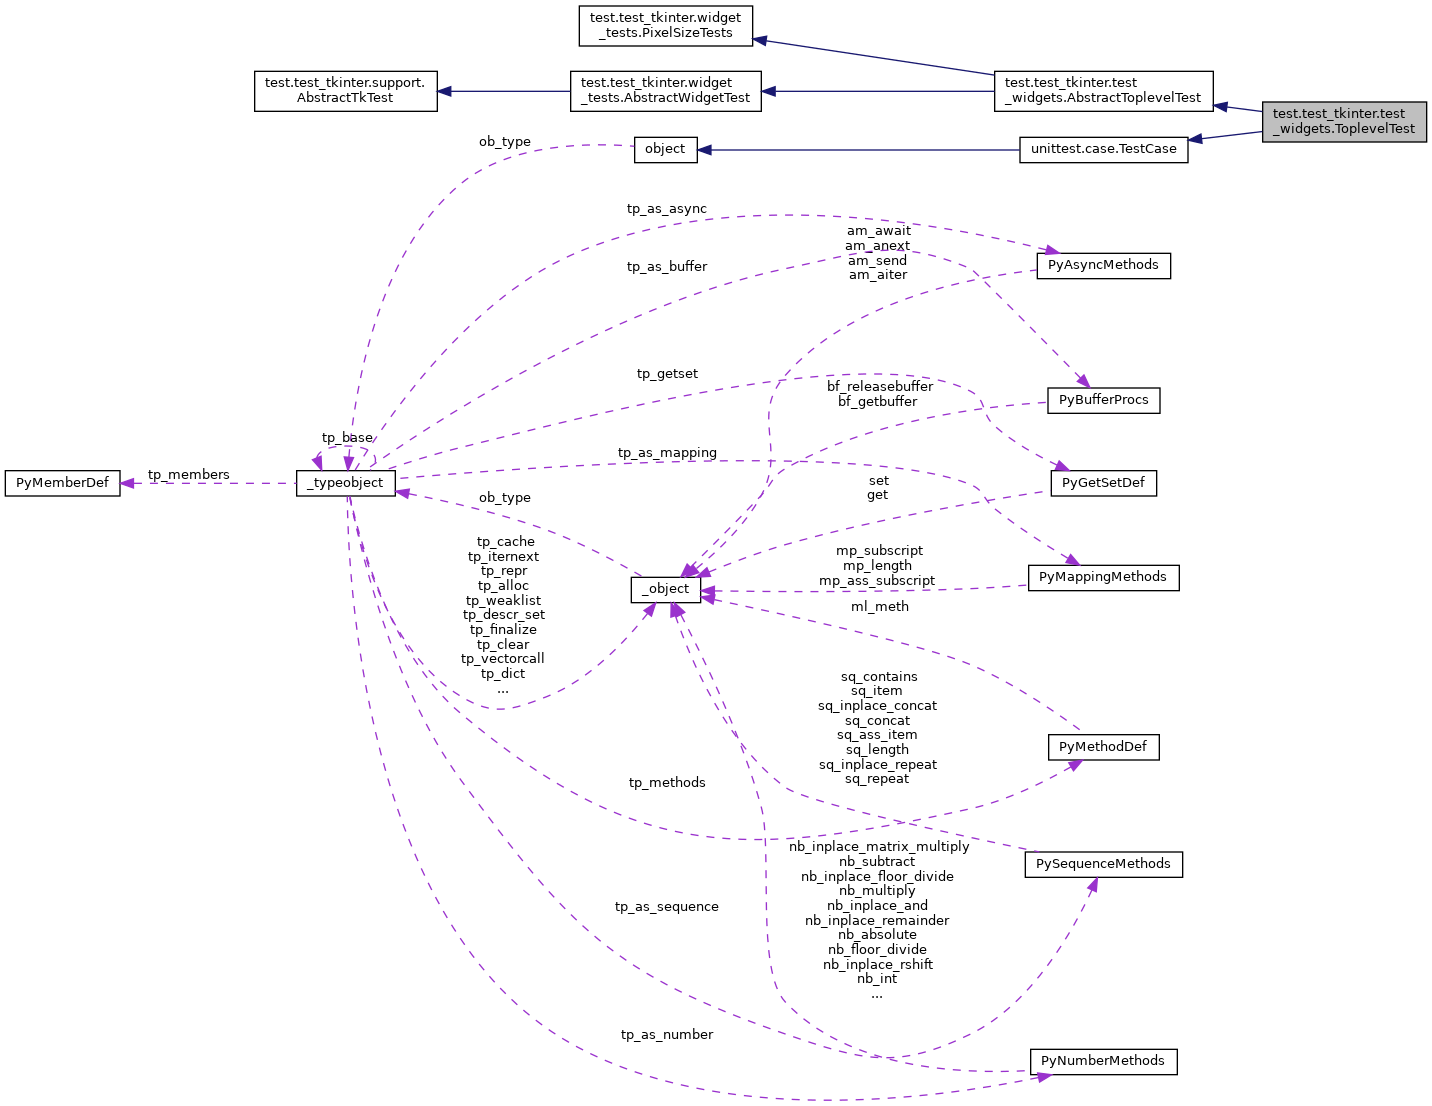 test.test_tkinter.widget
_tests.PixelSizeTests
test.test_tkinter.support.
AbstractTkTest
test.test_tkinter.widget
_tests.AbstractWidgetTest
test.test_tkinter.test
_widgets.AbstractToplevelTest
test.test_tkinter.test
_widgets.ToplevelTest
ob_type
object
unittest.case.TestCase
tp_as_async
am_await
am_anext
am_send
am_aiter
tp_as_buffer
PyAsyncMethods
tp_getset
bf_releasebuffer
bf_getbuffer
PyBufferProcs
tp_base
tp_as_mapping
PyMemberDef
tp_members
_typeobject
set
get
PyGetSetDef
ob_type
tp_cache
tp_iternext
tp_repr
tp_alloc
tp_weaklist
tp_descr_set
tp_finalize
tp_clear
tp_vectorcall
tp_dict
...
_object
mp_subscript
mp_length
mp_ass_subscript
PyMappingMethods
ml_meth
sq_contains
sq_item
sq_inplace_concat
sq_concat
sq_ass_item
sq_length
sq_inplace_repeat
sq_repeat
PyMethodDef
tp_methods
nb_inplace_matrix_multiply
nb_subtract
nb_inplace_floor_divide
nb_multiply
nb_inplace_and
nb_inplace_remainder
nb_absolute
nb_floor_divide
nb_inplace_rshift
nb_int
...
PySequenceMethods
tp_as_sequence
tp_as_number
PyNumberMethods